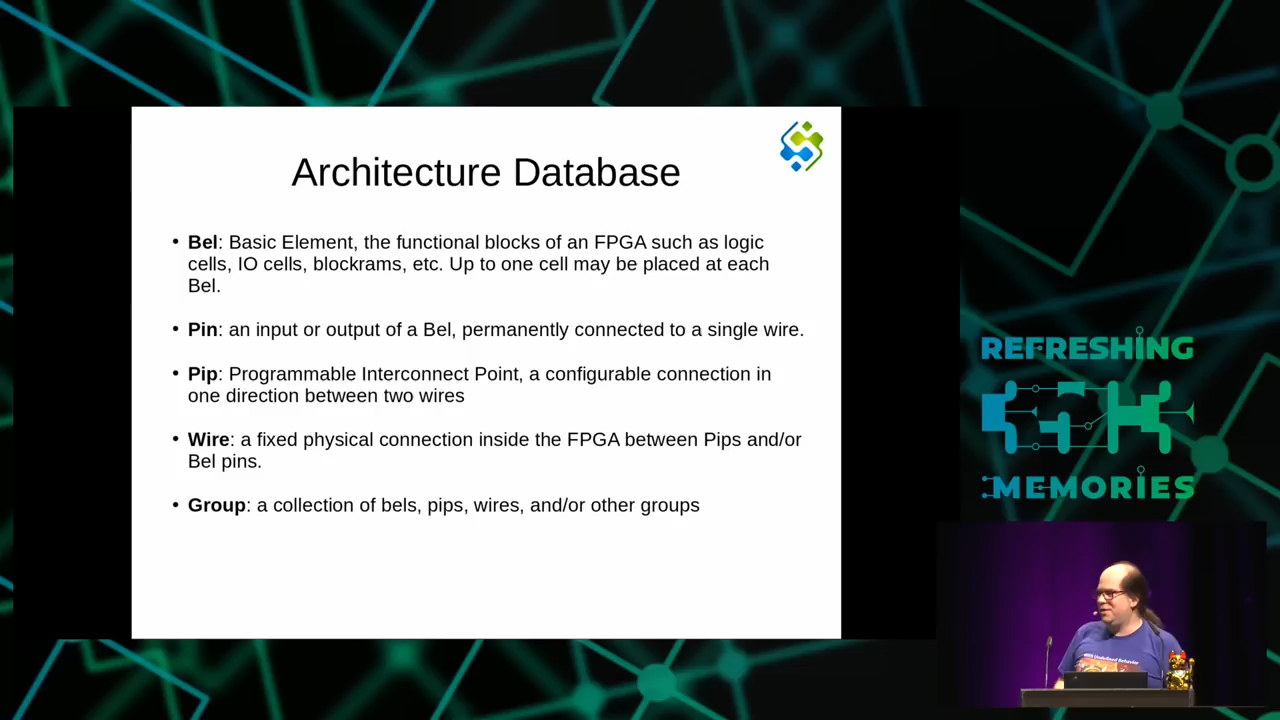 Architecture Database
• Bel: Basic Element, the functional blocks of an FPGA such as logic
cells, IO cells, blockrams, etc. Up to one cell may be placed at each
Bel.
• Pin: an input or output of a Bel, permanently connected to a single wire.
• Pip: Programmable Interconnect Point, a configurable connection in
one direction between two wires
• Wire: a fixed physical connection inside the FPGA between Pips and/or
Bel pins.
• Group: a collection of bels, pips, wires, and/or other groups
REFRESHING
MEMORIES
Undefined Behavior